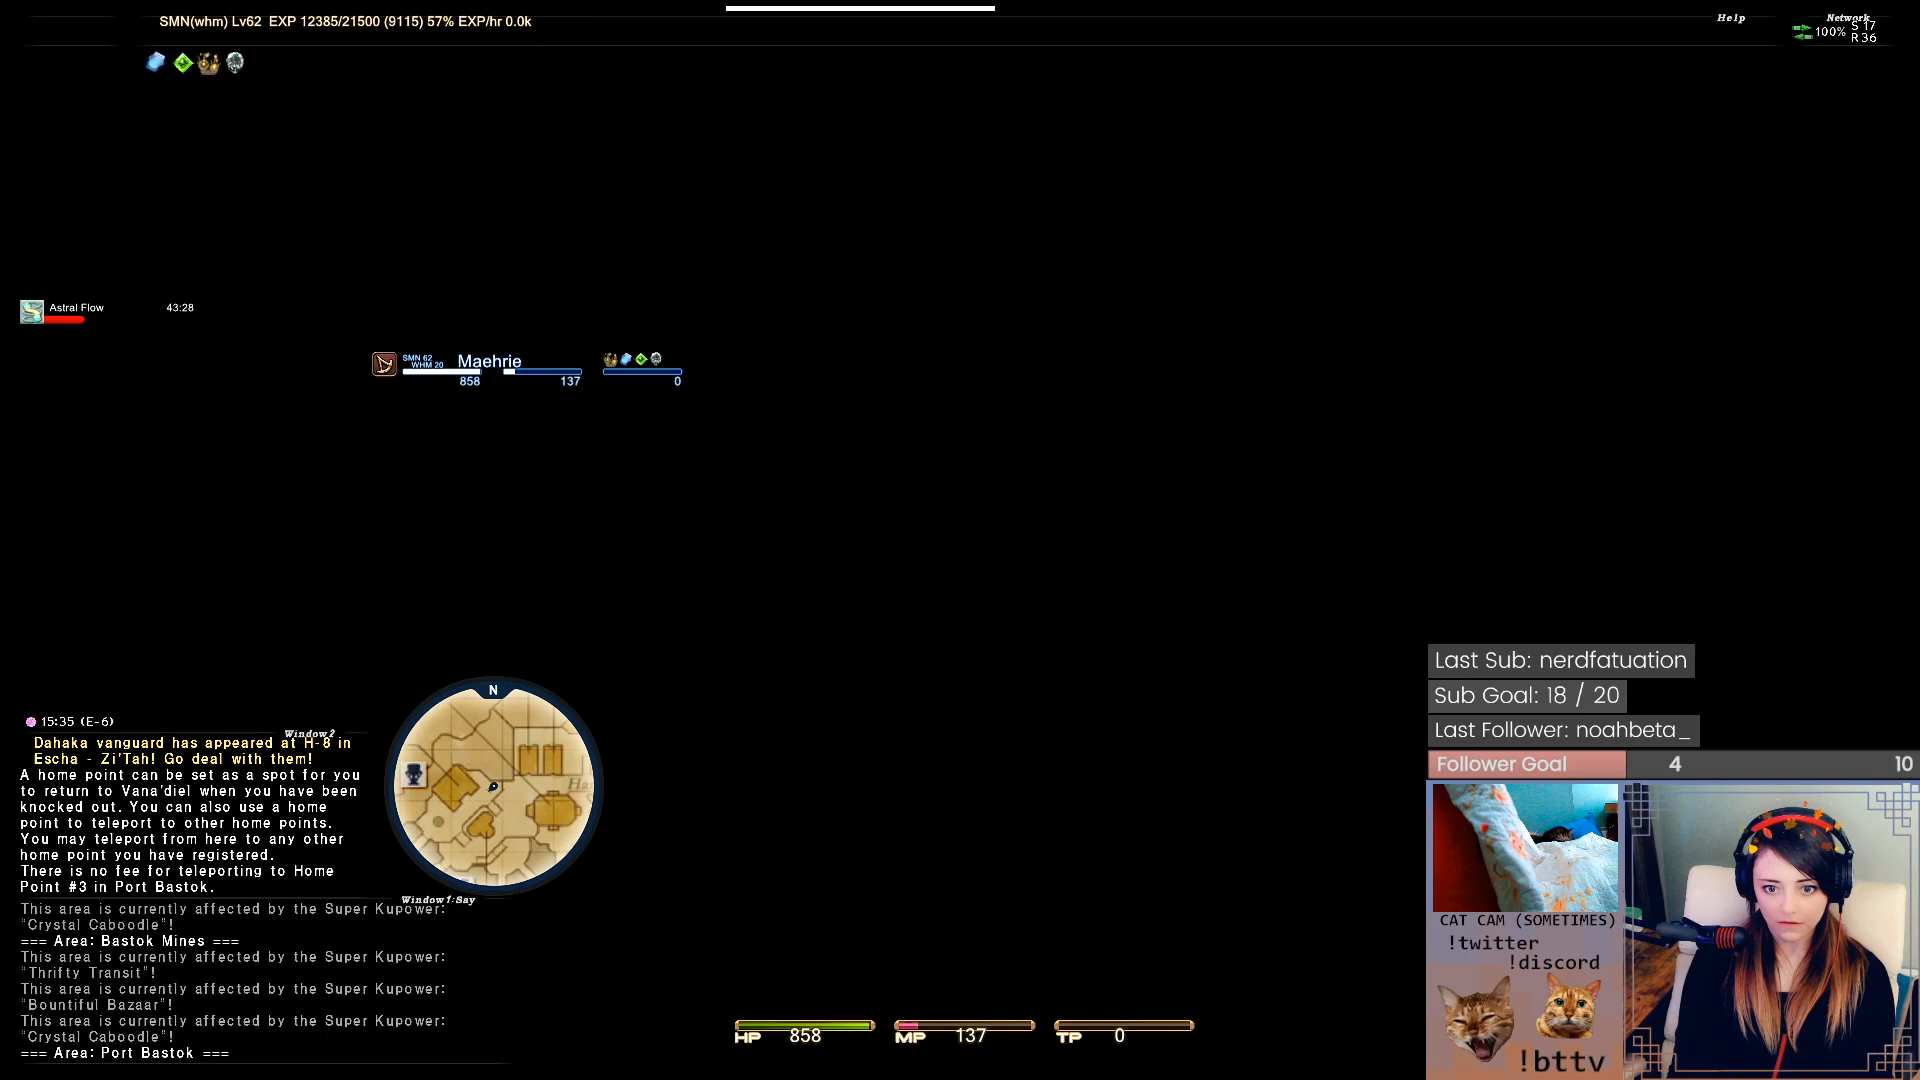 SMN(whm) Lv62 EXP 12385/21500 (9115) 57% EXP/hr 0.0k
Help
Network
100% S 17
R 36
Astral Flow 43:28
SMN 62
WHM 20
Maehrie
858 137 0
15:35 (E-6)
Window2
Dahaka vanguard has appeared at H-8 in
Escha - Zi'Tah! Go deal with them!
A home point can be set as a spot for you
to return to Vana'diel when you have been
knocked out. You can also use a home
point to teleport to other home points.
You may teleport from here to any other
home point you have registered.
There is no fee for teleporting to Home
Point #3 in Port Bastok.
N
Window1:Say
This area is currently affected by the Super Kupower:
"Crystal Caboodle"!
=== Area: Bastok Mines ===
This area is currently affected by the Super Kupower:
"Thrifty Transit"!
This area is currently affected by the Super Kupower:
"Bountiful Bazaar"!
This area is currently affected by the Super Kupower:
"Crystal Caboodle"!
=== Area: Port Bastok ===
HP 858 MP 137 TP 0
Last Sub: nerdfatuation
Sub Goal: 18 / 20
Last Follower: noahbeta_
Follower Goal 4 10
CAT CAM (SOMETIMES)
!twitter
!discord
!bttv